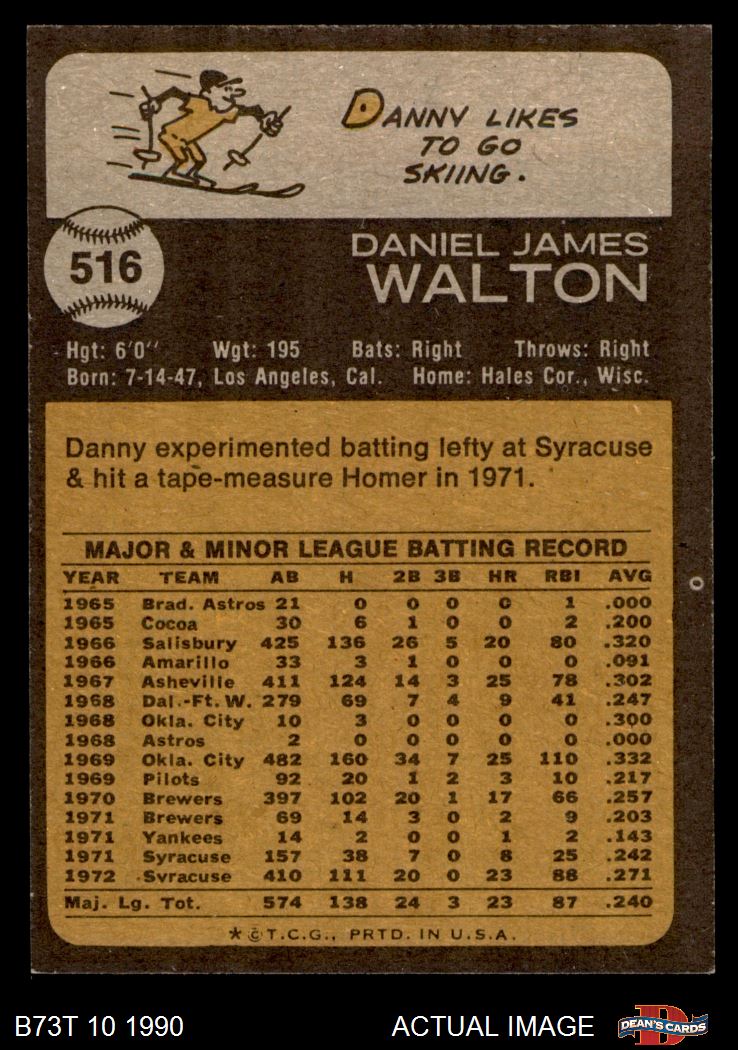 DANNY LIKES
TO GO
SKIING.
516
DANIEL JAMES
WALTON
Hgt: 6'0" Wgt: 195 Bats: Right Throws: Right
Born: 7-14-47, Los Angeles, Cal. Home: Hales Cor., Wisc.
Danny experimented batting lefty at Syracuse
& hit a tape-measure Homer in 1971.
MAJOR & MINOR LEAGUE BATTING RECORD
YEAR TEAM AB H 2B 3B HR RBI AVG
1965 Brad. Astros 21 0 0 0 0 1 .000
1965 Cocoa 30 6 1 0 0 2 .200
1966 Salisbury 425 136 26 5 20 80 .320
1966 Amarillo 33 3 1 0 0 0 .091
1967 Asheville 411 124 14 3 25 78 .302
1968 Dal.-Ft. W. 279 69 7 4 9 41 .247
1968 Okla. City 10 3 0 0 0 0 .300
1968 Astros 2 0 0 0 0 0 .000
1969 Okla. City 482 160 34 7 25 110 .332
1969 Pilots 92 20 1 2 3 10 .217
1970 Brewers 397 102 20 1 17 66 .257
1971 Brewers 69 14 3 0 2 9 .203
1971 Yankees 14 2 0 0 1 2 .143
1971 Syracuse 157 38 7 0 8 25 .242
1972 Syracuse 410 111 20 0 23 88 .271
Maj. Lg. Tot. 574 138 24 3 23 87 .240
*©T.C.G., PRTD. IN U.S.A.
B73T 10 1990 ACTUAL IMAGE DEAN'S CARDS